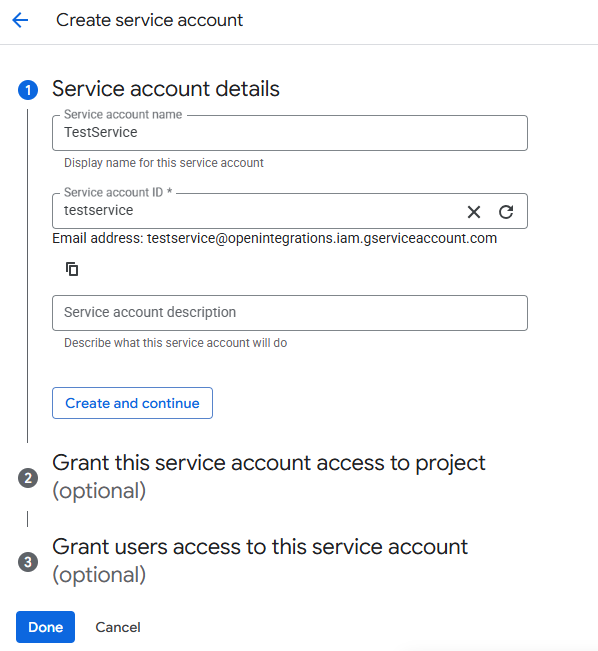 Create service account
1
Service account details
Service account name
TestService
Display name for this service account
Service account ID *
testservice
Email address: testservice@openintegrations.iam.gserviceaccount.com
Service account description
Describe what this service account will do
Create and continue
2
Grant this service account access to project
(optional)
3
Grant users access to this service account
(optional)
Done Cancel